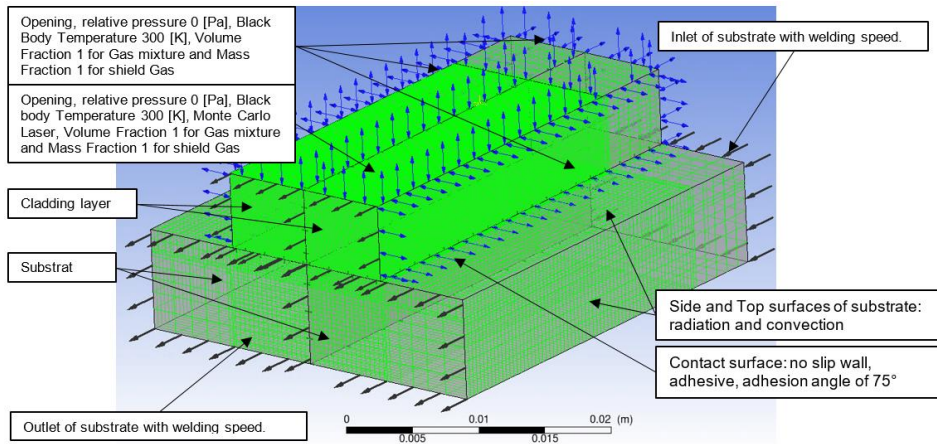 Opening, relative pressure 0 [Pa], Black
Body Temperature 300 [K], Volume
Fraction 1 for Gas mixture and Mass
Fraction 1 for shield Gas
Inlet of substrate with welding speed.
Opening, relative pressure 0 [Pa], Black
body Temperature 300 [K], Monte Carlo
Laser, Volume Fraction 1 for Gas mixture
and Mass Fraction 1 for shield Gas
Cladding layer
Substrat
Side and Top surfaces of substrate:
radiation and convection
Contact surface: no slip wall,
adhesive, adhesion angle of 75°
Outlet of substrate with welding speed.
0 0.01 0.02 (m)
0.005 0.015